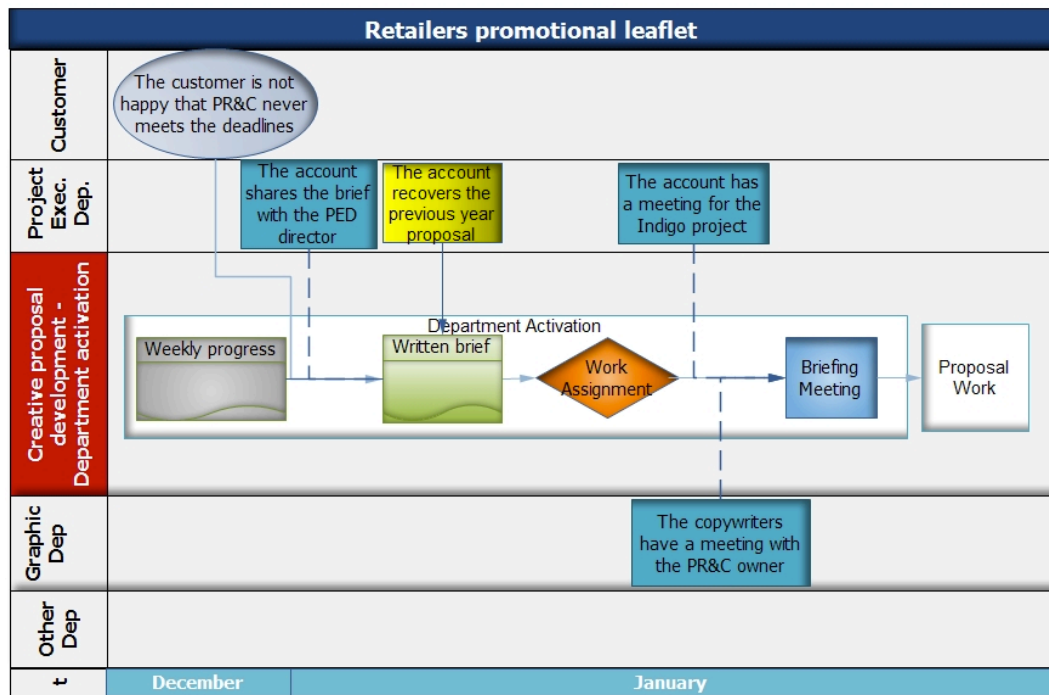 Retailers promotional leaflet
Customer
The customer is not
happy that PR&C never
meets the deadlines
Project
Exec.
Dep.
The account
shares the brief
with the PED
director
The account
recovers the
previous year
proposal
The account has
a meeting for the
Indigo project
Creative proposal
development -
Department activation
Department Activation
Weekly progress
Written brief
Work
Assignment
Briefing
Meeting
Proposal
Work
Graphic
Dep
The copywriters
have a meeting with
the PR&C owner
Other
Dep
t
December
January